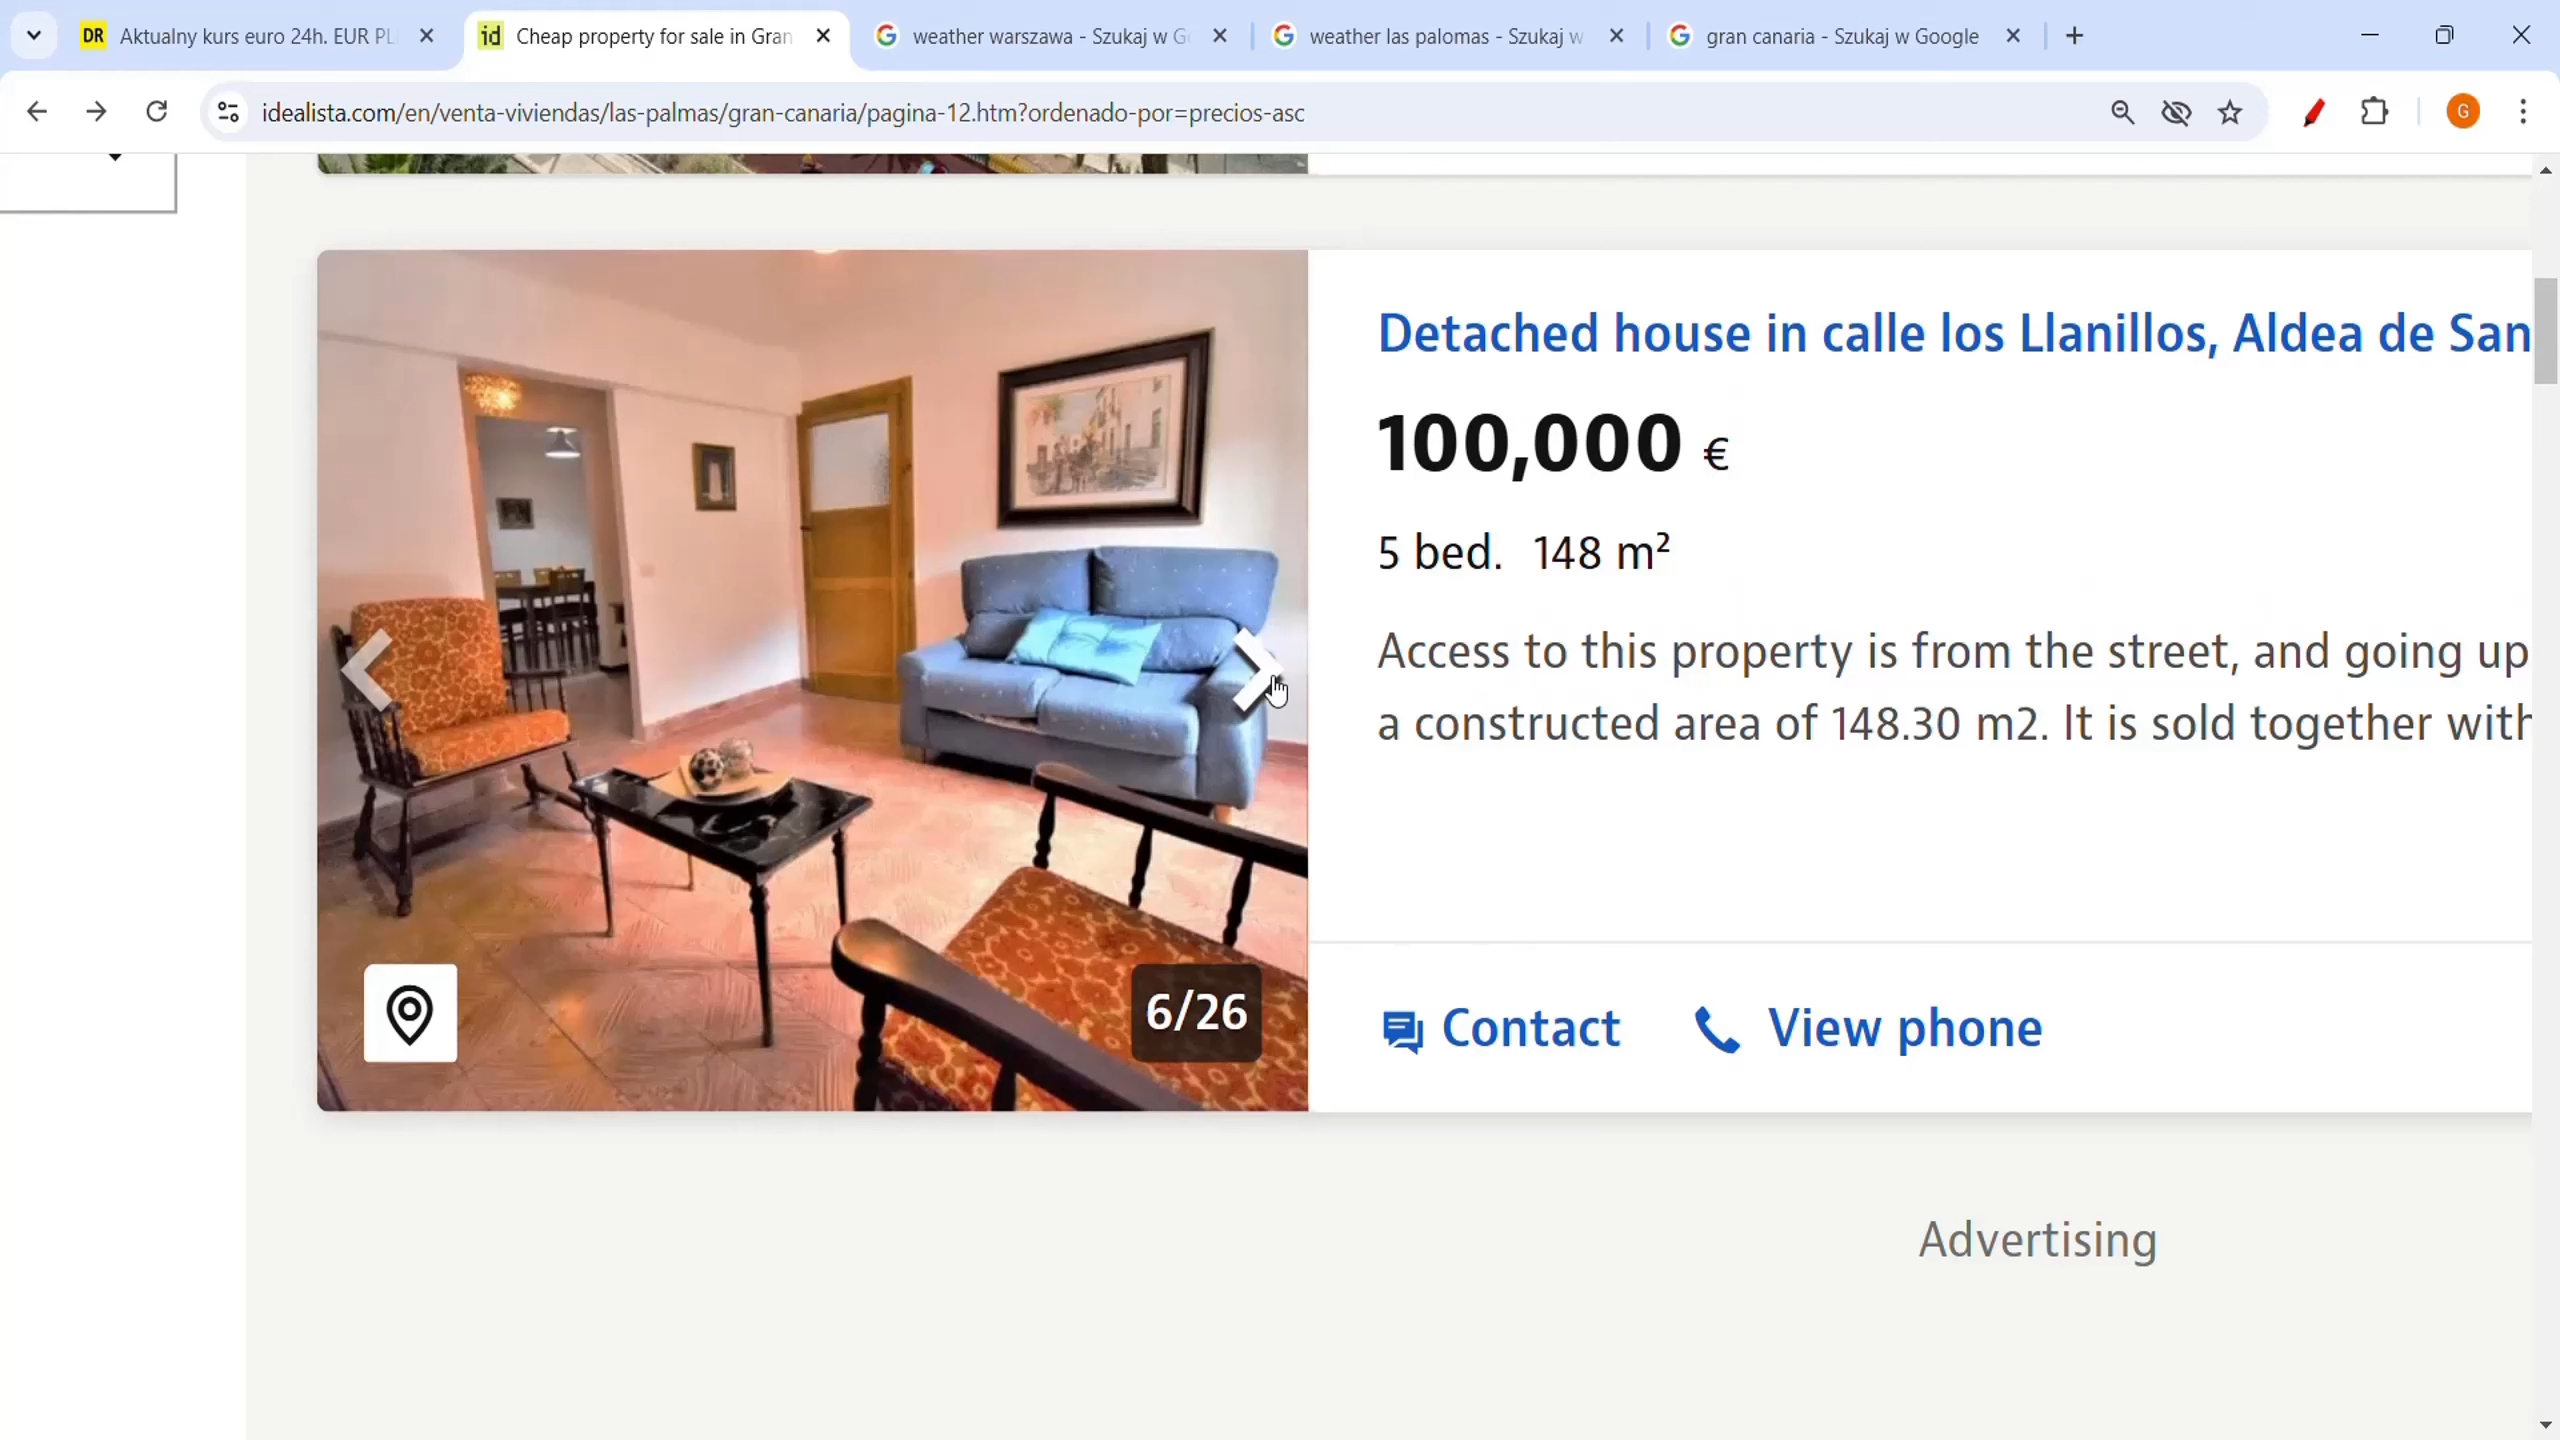 DR Aktualny kurs euro 24h. EUR PL
id Cheap property for sale in Gran
weather warszawa - Szukaj w G
weather las palomas - Szukaj w
gran canaria - Szukaj w Google
idealista.com/en/venta-viviendas/las-palmas/gran-canaria/pagina-12.htm?ordenado-por=precios-asc
G
Detached house in calle los Llanillos, Aldea de San
100,000 €
5 bed. 148 m²
Access to this property is from the street, and going up
a constructed area of 148.30 m2. It is sold together with
6/26
Contact
View phone
Advertising